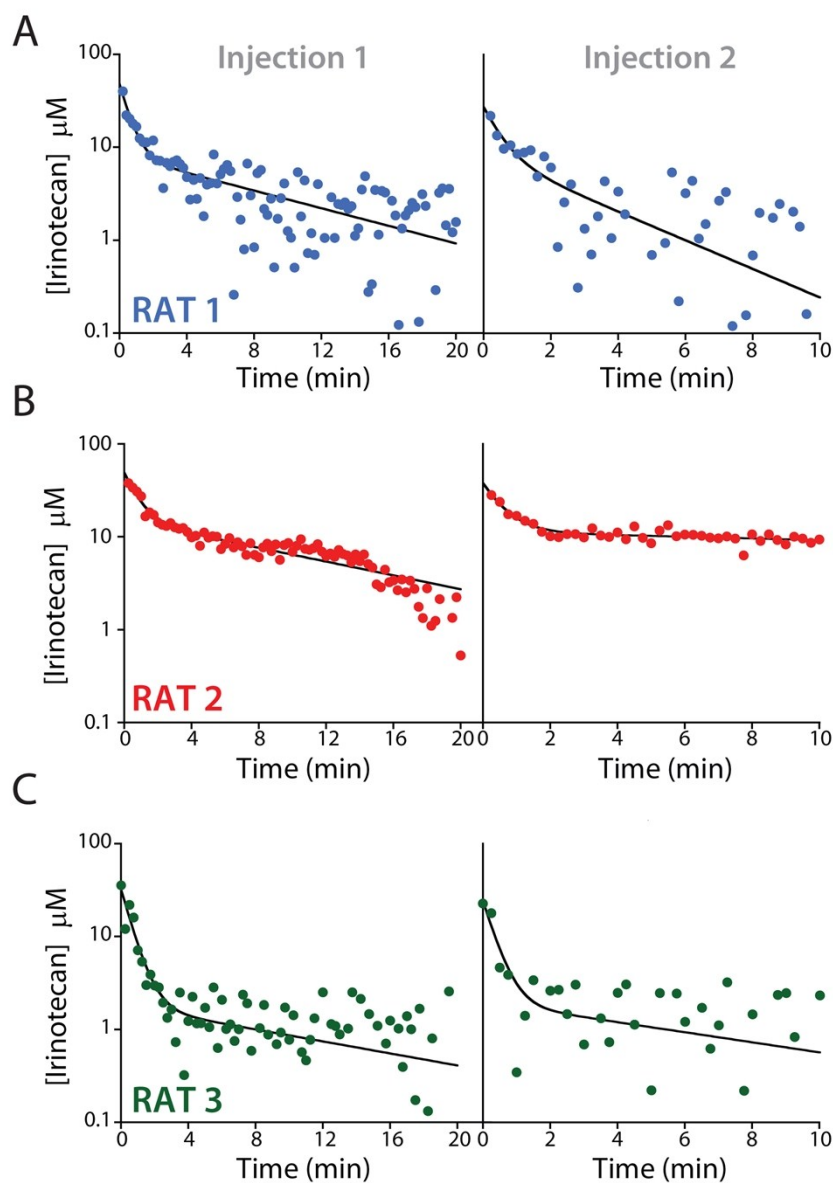 A
Injection 1
Injection 2
[Irinotecan] μM
100
10
1
0.1
RAT 1
0 4 8 12 16 20
0 2 4 6 8 10
Time (min)
Time (min)
B
[Irinotecan] μM
100
10
1
0.1
RAT 2
0 4 8 12 16 20
0 2 4 6 8 10
Time (min)
Time (min)
C
[Irinotecan] μM
100
10
1
0.1
RAT 3
0 4 8 12 16 20
0 2 4 6 8 10
Time (min)
Time (min)